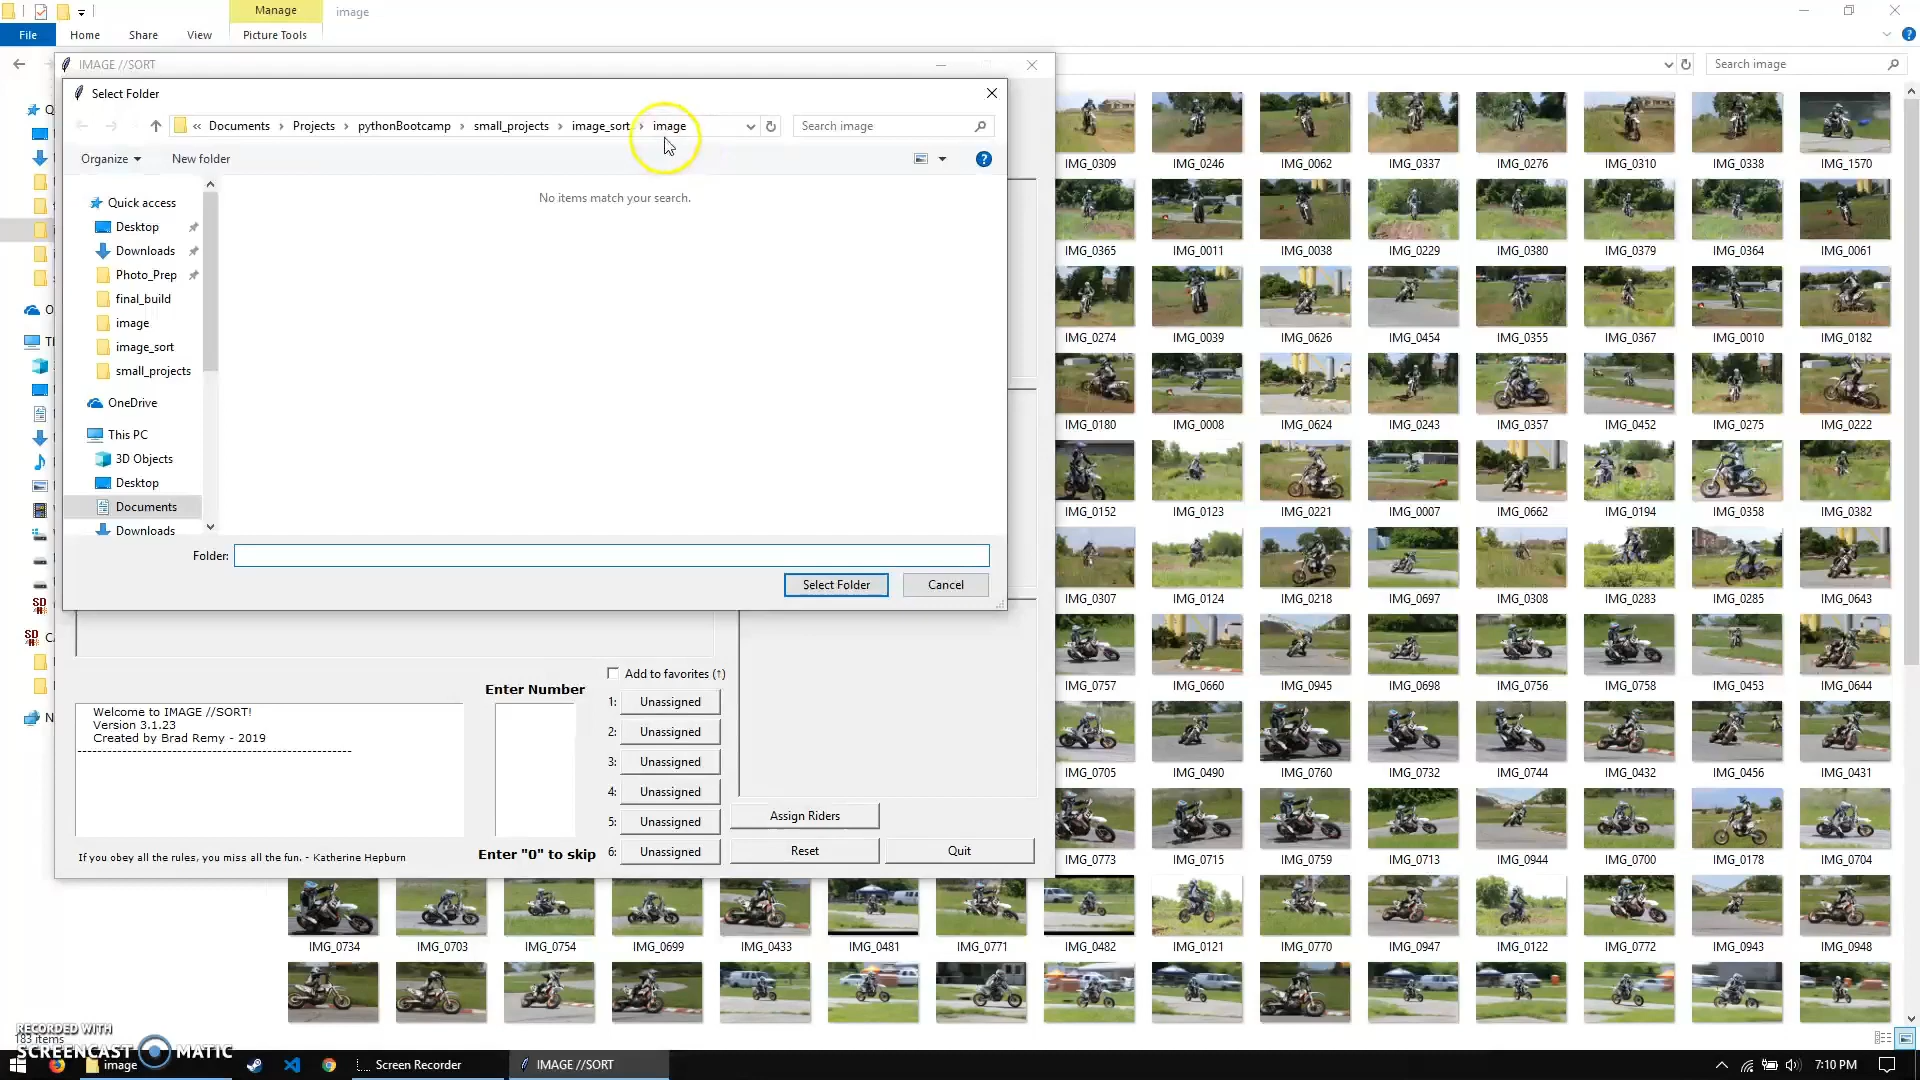 Manage
image
File
Home
Share
View
Picture Tools
IMAGE //SORT
Search image
Select Folder
« Documents › Projects › pythonBootcamp › small_projects › image_sort › image
Search image
Organize
New folder
Quick access
Desktop
Downloads
Photo_Prep
final_build
image
image_sort
small_projects
OneDrive
This PC
3D Objects
Desktop
Documents
Downloads
No items match your search.
Folder:
Select Folder
Cancel
Add to favorites (↑)
Enter Number
1: Unassigned
2: Unassigned
3: Unassigned
4: Unassigned
5: Unassigned
6: Unassigned
Welcome to IMAGE //SORT!
Version 3.1.23
Created by Brad Remy - 2019
----------------------------------------------------
If you obey all the rules, you miss all the fun. - Katherine Hepburn
Enter "0" to skip
Assign Riders
Reset
Quit
IMG_0309 IMG_0246 IMG_0062 IMG_0337 IMG_0276 IMG_0310 IMG_0338 IMG_1570
IMG_0365 IMG_0011 IMG_0038 IMG_0229 IMG_0380 IMG_0379 IMG_0364 IMG_0061
IMG_0274 IMG_0039 IMG_0626 IMG_0454 IMG_0355 IMG_0367 IMG_0010 IMG_0182
IMG_0180 IMG_0008 IMG_0624 IMG_0243 IMG_0357 IMG_0452 IMG_0275 IMG_0222
IMG_0152 IMG_0123 IMG_0221 IMG_0007 IMG_0662 IMG_0194 IMG_0358 IMG_0382
IMG_0307 IMG_0124 IMG_0218 IMG_0697 IMG_0308 IMG_0283 IMG_0285 IMG_0643
IMG_0757 IMG_0660 IMG_0945 IMG_0698 IMG_0756 IMG_0758 IMG_0453 IMG_0644
IMG_0705 IMG_0490 IMG_0760 IMG_0732 IMG_0744 IMG_0432 IMG_0456 IMG_0431
IMG_0773 IMG_0715 IMG_0759 IMG_0713 IMG_0944 IMG_0700 IMG_0178 IMG_0704
IMG_0734 IMG_0703 IMG_0754 IMG_0699 IMG_0433 IMG_0481 IMG_0771 IMG_0482 IMG_0121 IMG_0770 IMG_0947 IMG_0122 IMG_0772 IMG_0943 IMG_0948
RECORDED WITH
183 items
SCREENCAST MATIC
image
Screen Recorder
IMAGE //SORT
7:10 PM